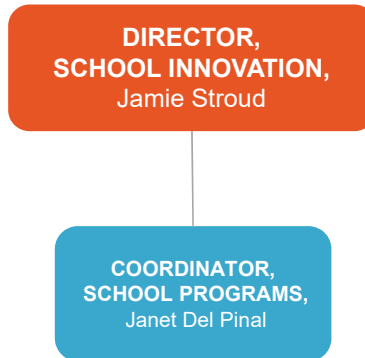 DIRECTOR,
SCHOOL INNOVATION,
Jamie Stroud
COORDINATOR,
SCHOOL PROGRAMS,
Janet Del Pinal